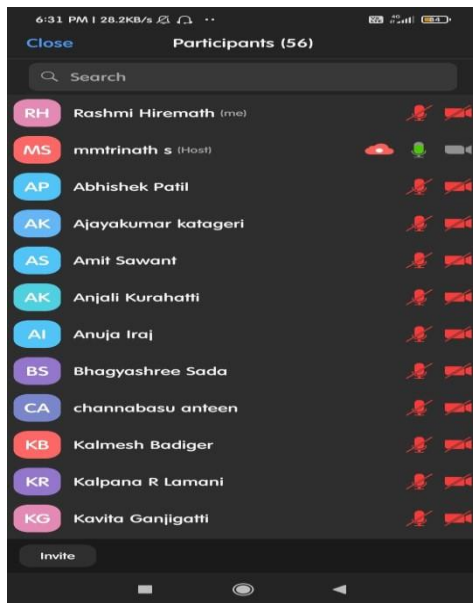 6:31 PM | 28.2KB/s
Close Participants (56)
Search
RH Rashmi Hiremath (me)
MS mmtrinath s (Host)
AP Abhishek Patil
AK Ajayakumar katageri
AS Amit Sawant
AK Anjali Kurahatti
AI Anuja Iraj
BS Bhagyashree Sada
CA channabasu anteen
KB Kalmesh Badiger
KR Kalpana R Lamani
KG Kavita Ganjigatti
Invite